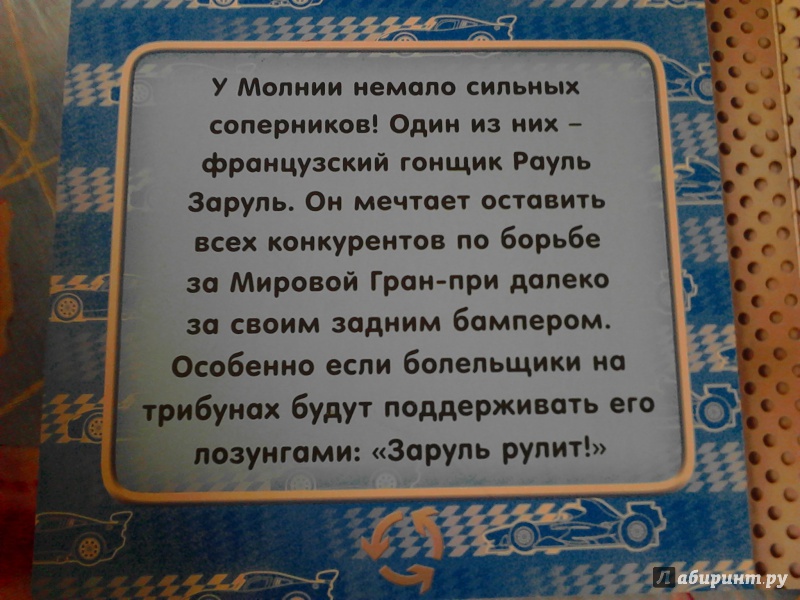 У Молнии немало сильных
соперников! Один из них –
французский гонщик Рауль
Заруль. Он мечтает оставить
всех конкурентов по борьбе
за Мировой Гран-при далеко
за своим задним бампером.
Особенно если болельщики на
трибунах будут поддерживать его
лозунгами: «Заруль рулит!»
Лабиринт.ру